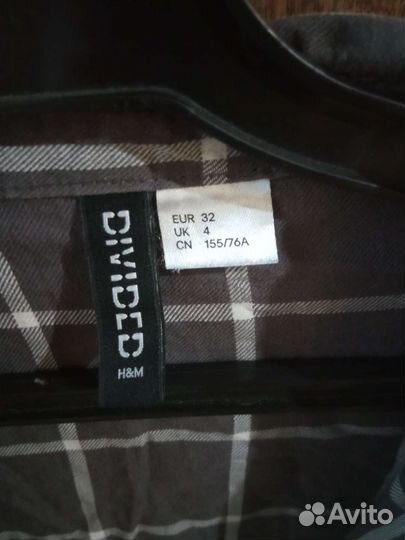 DIVIDED
H&M
EUR 32
UK 4
CN 155/76A
Avito